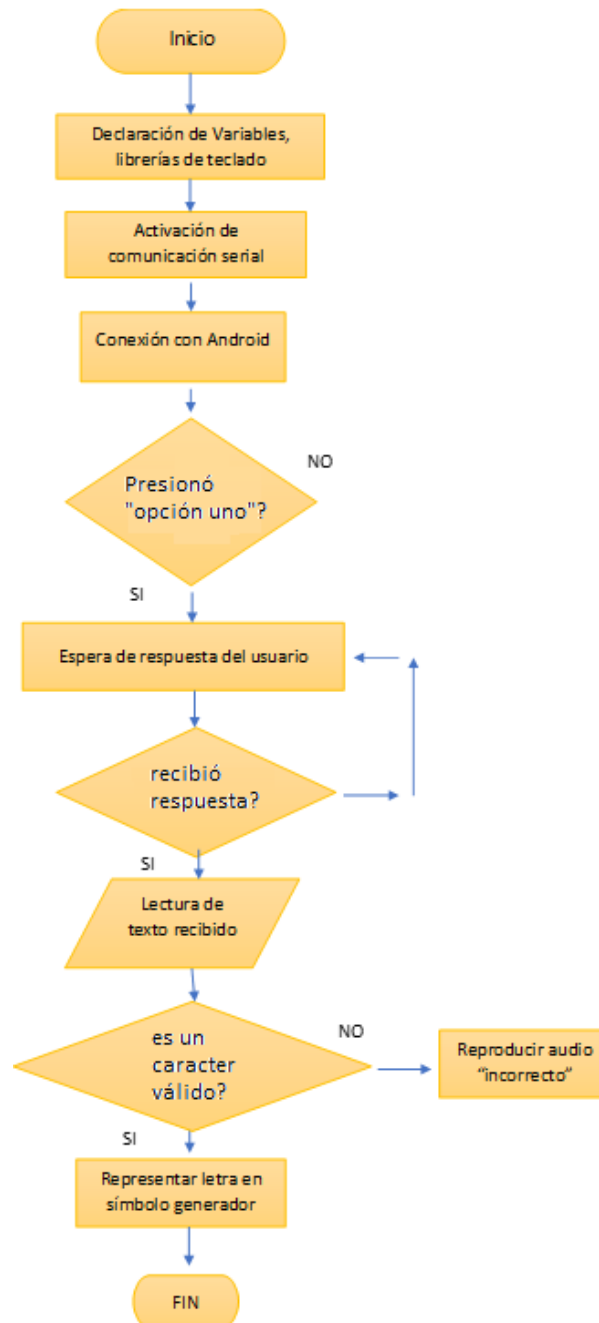 Inicio
Declaración de Variables,
librerías de teclado
Activación de
comunicación serial
Conexión con Android
NO
Presionó
"opción uno"?
SI
Espera de respuesta del usuario
recibió
respuesta?
SI
Lectura de
texto recibido
es un
caracter
válido?
NO
Reproducir audio
“incorrecto”
SI
Representar letra en
símbolo generador
FIN